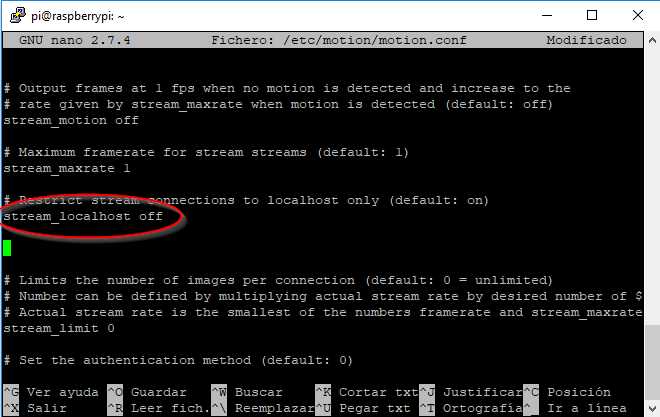 pi@raspberrypi: ~
GNU nano 2.7.4 Fichero: /etc/motion/motion.conf Modificado
# Output frames at 1 fps when no motion is detected and increase to the
# rate given by stream_maxrate when motion is detected (default: off)
stream_motion off
# Maximum framerate for stream streams (default: 1)
stream_maxrate 1
# Restrict stream connections to localhost only (default: on)
stream_localhost off
# Limits the number of images per connection (default: 0 = unlimited)
# Number can be defined by multiplying actual stream rate by desired number of $
# Actual stream rate is the smallest of the numbers framerate and stream_maxrate
stream_limit 0
# Set the authentication method (default: 0)
^G Ver ayuda ^O Guardar ^W Buscar ^K Cortar txt^J Justificar^C Posición
^X Salir ^R Leer fich.^\ Reemplazar^U Pegar txt ^T Ortografía^_ Ir a línea